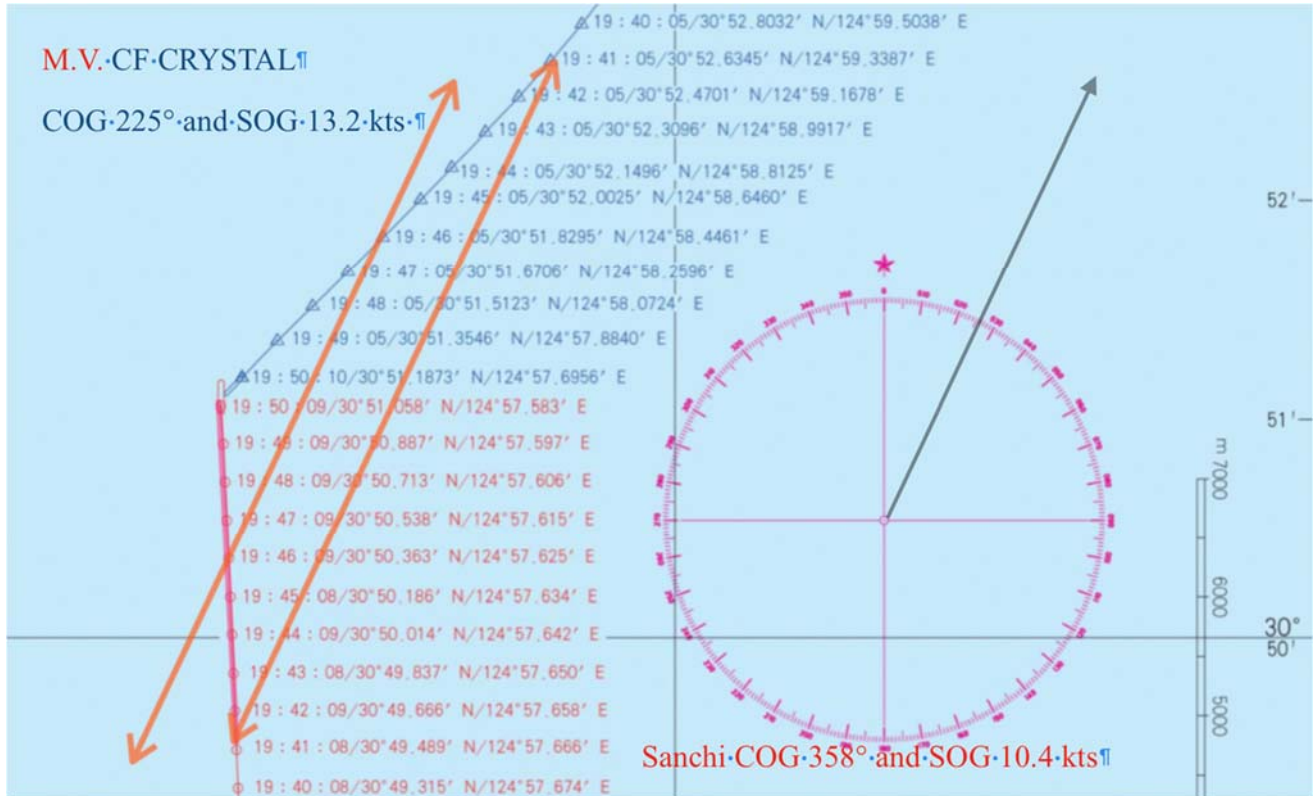 M.V.·CF·CRYSTAL¶
COG·225°·and·SOG·13.2·kts·¶
19 : 40 : 05/30°52.8032′ N/124°59.5038′ E
19 : 41 : 05/30°52.6345′ N/124°59.3387′ E
19 : 42 : 05/30°52.4701′ N/124°59.1678′ E
19 : 43 : 05/30°52.3096′ N/124°58.9917′ E
19 : 44 : 05/30°52.1496′ N/124°58.8125′ E
19 : 45 : 05/30°52.0025′ N/124°58.6460′ E
19 : 46 : 05/30°51.8295′ N/124°58.4461′ E
19 : 47 : 05/30°51.6706′ N/124°58.2596′ E
19 : 48 : 05/30°51.5123′ N/124°58.0724′ E
19 : 49 : 05/30°51.3546′ N/124°57.8840′ E
19 : 50 : 10/30°51.1873′ N/124°57.6956′ E
19 : 50 : 09/30°51.058′ N/124°57.583′ E
19 : 49 : 09/30°50.887′ N/124°57.597′ E
19 : 48 : 09/30°50.713′ N/124°57.606′ E
19 : 47 : 09/30°50.538′ N/124°57.615′ E
19 : 46 : 09/30°50.363′ N/124°57.625′ E
19 : 45 : 08/30°50.186′ N/124°57.634′ E
19 : 44 : 09/30°50.014′ N/124°57.642′ E
19 : 43 : 08/30°49.837′ N/124°57.650′ E
19 : 42 : 09/30°49.666′ N/124°57.658′ E
19 : 41 : 08/30°49.489′ N/124°57.666′ E
19 : 40 : 08/30°49.315′ N/124°57.674′ E
Sanchi·COG·358°·and·SOG·10.4·kts¶
52′
51′
30°
50′
m 7000
6000
5000